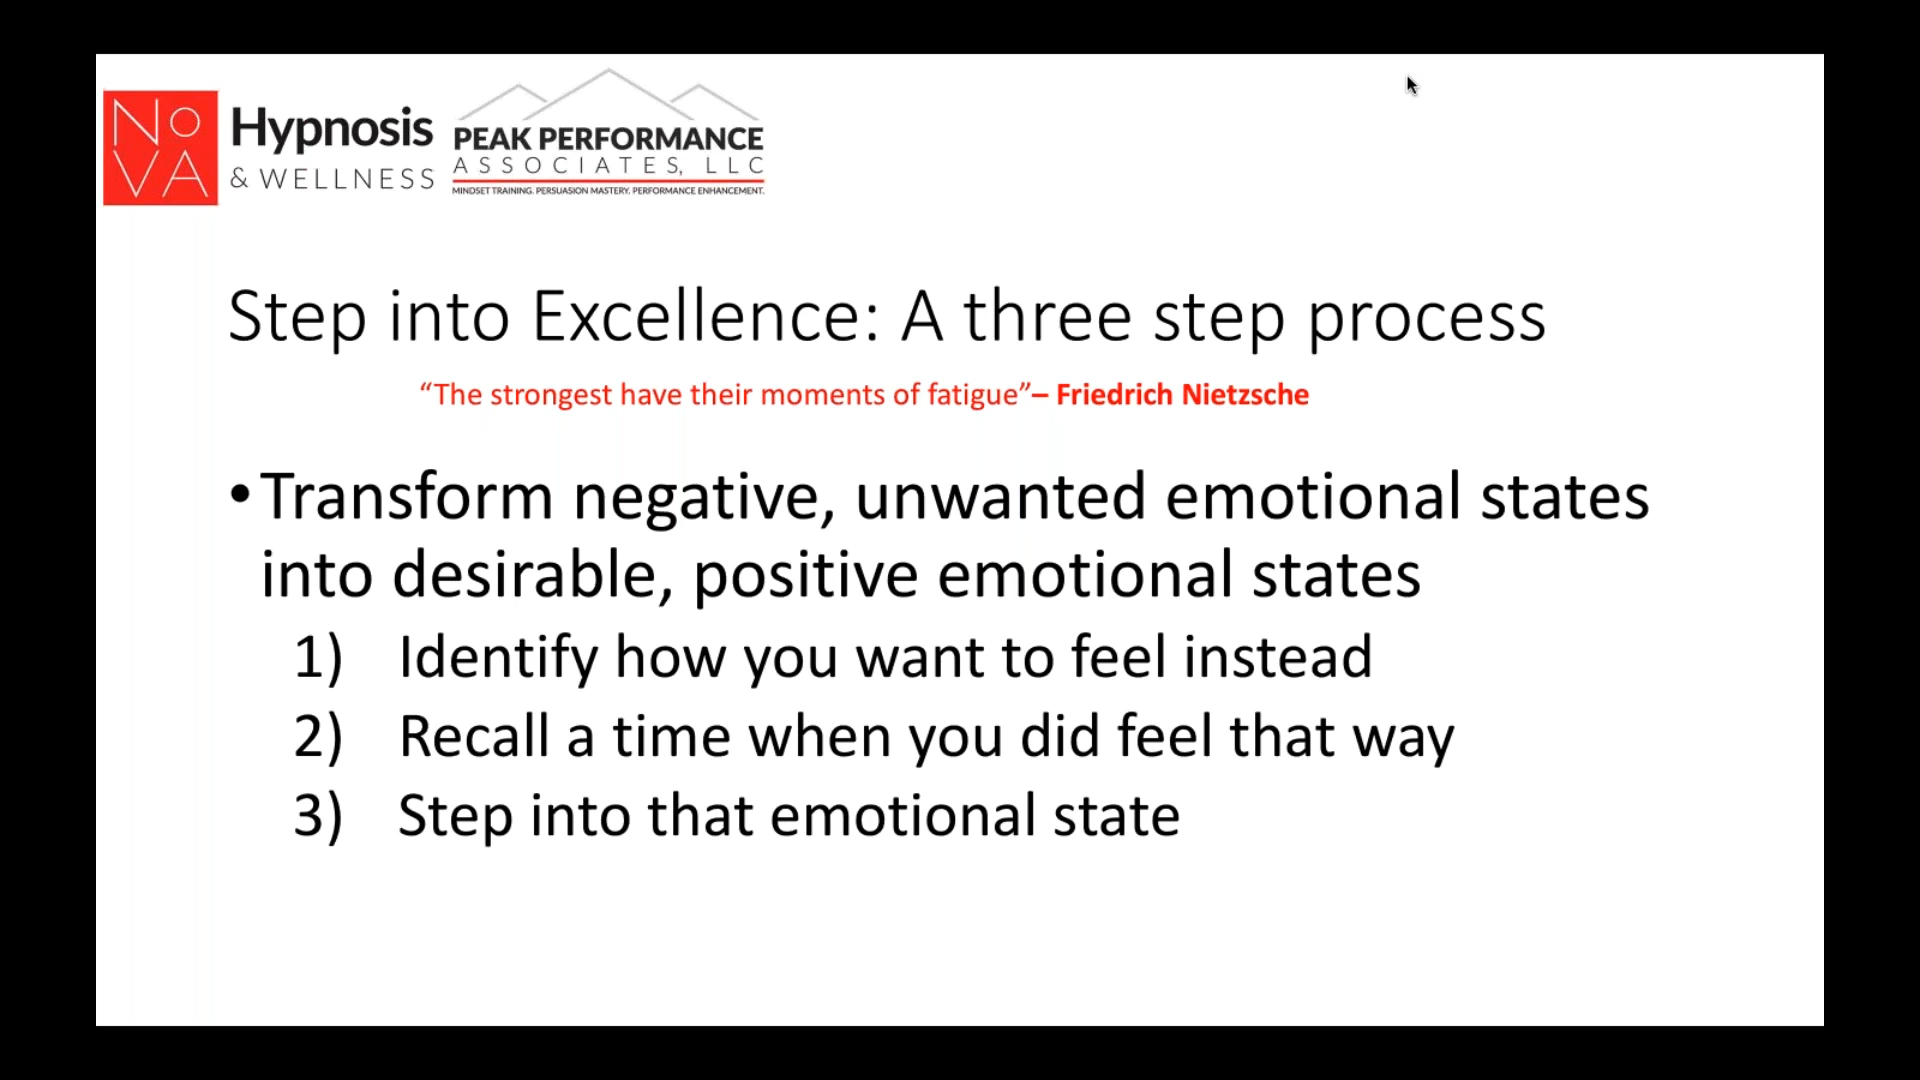 No
VA
Hypnosis
& WELLNESS
PEAK PERFORMANCE
ASSOCIATES, LLC
MINDSET TRAINING. PERSUASION MASTERY. PERFORMANCE ENHANCEMENT.
Step into Excellence: A three step process
“The strongest have their moments of fatigue”– Friedrich Nietzsche
•Transform negative, unwanted emotional states
into desirable, positive emotional states
1) Identify how you want to feel instead
2) Recall a time when you did feel that way
3) Step into that emotional state